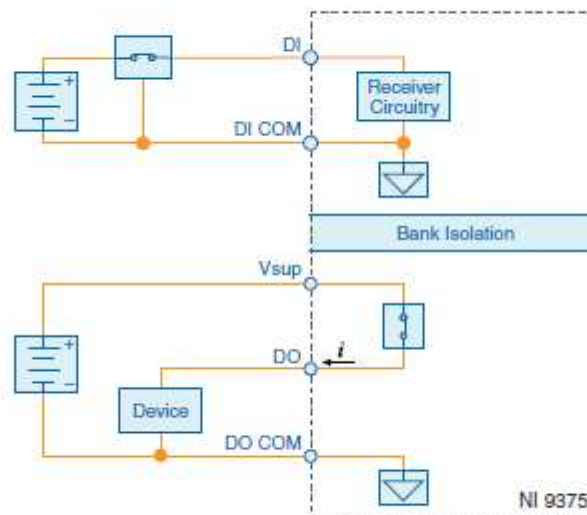 DI
Receiver
Circuitry
DI COM
Bank Isolation
Vsup
+
-
DO
i
Device
DO COM
NI 9375
+
-